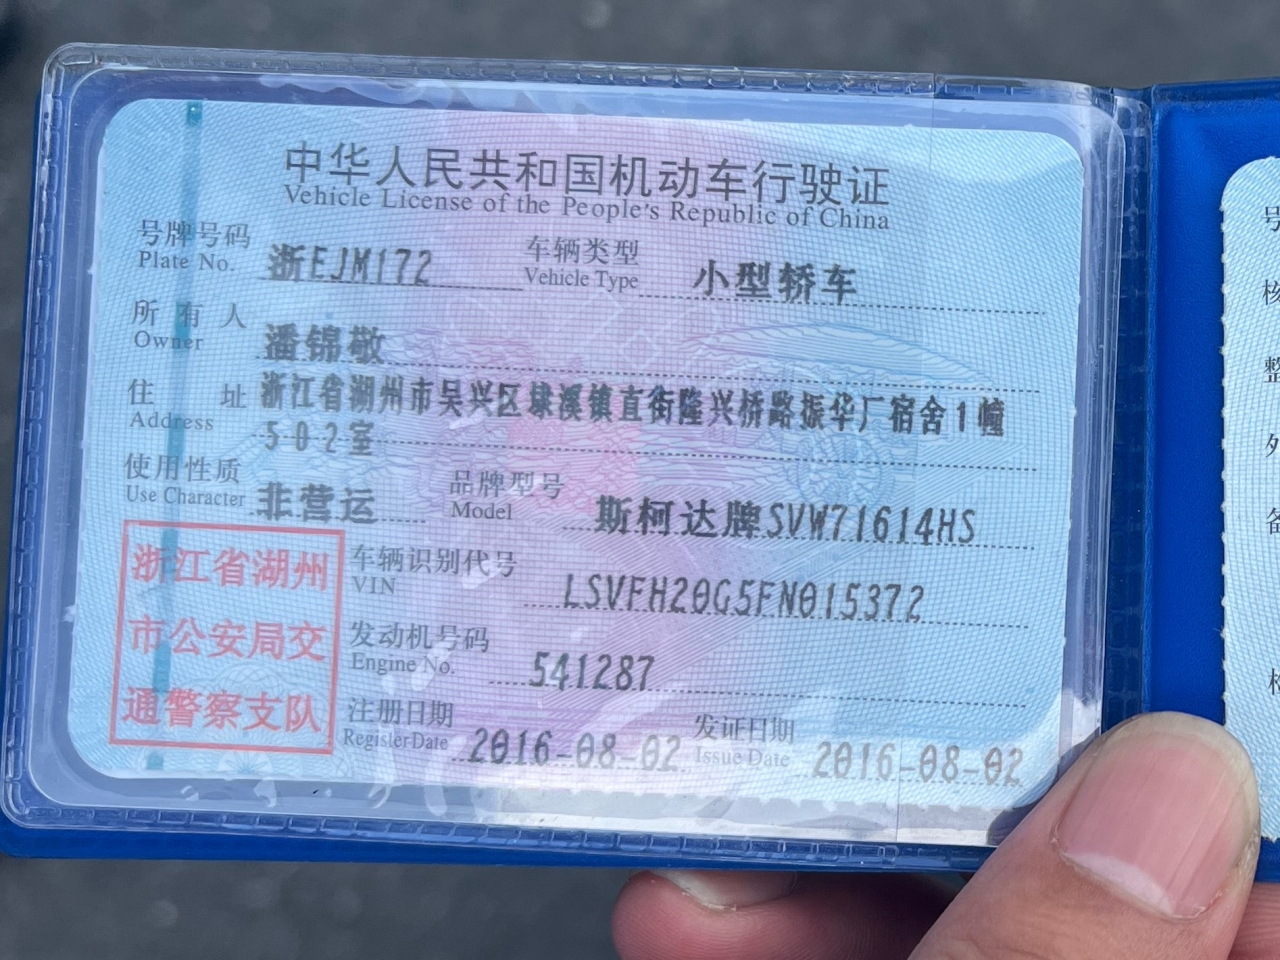 中华人民共和国机动车行驶证
Vehicle License of the People's Republic of China
号牌号码 浙EJM172 车辆类型 小型轿车
Plate No. Vehicle Type
所有人 潘锦敬
Owner
住址 浙江省湖州市吴兴区埭溪镇直街隆兴桥路振华厂宿舍1幢
Address 502室
使用性质 非营运 品牌型号 斯柯达牌SVW71614HS
Use Character Model
浙江省湖州
市公安局交
通警察支队
车辆识别代号 LSVFH20G5FN015372
VIN
发动机号码 541287
Engine No.
注册日期 2016-08-02 发证日期 2016-08-02
Register Date Issue Date
号
核
整
外
备